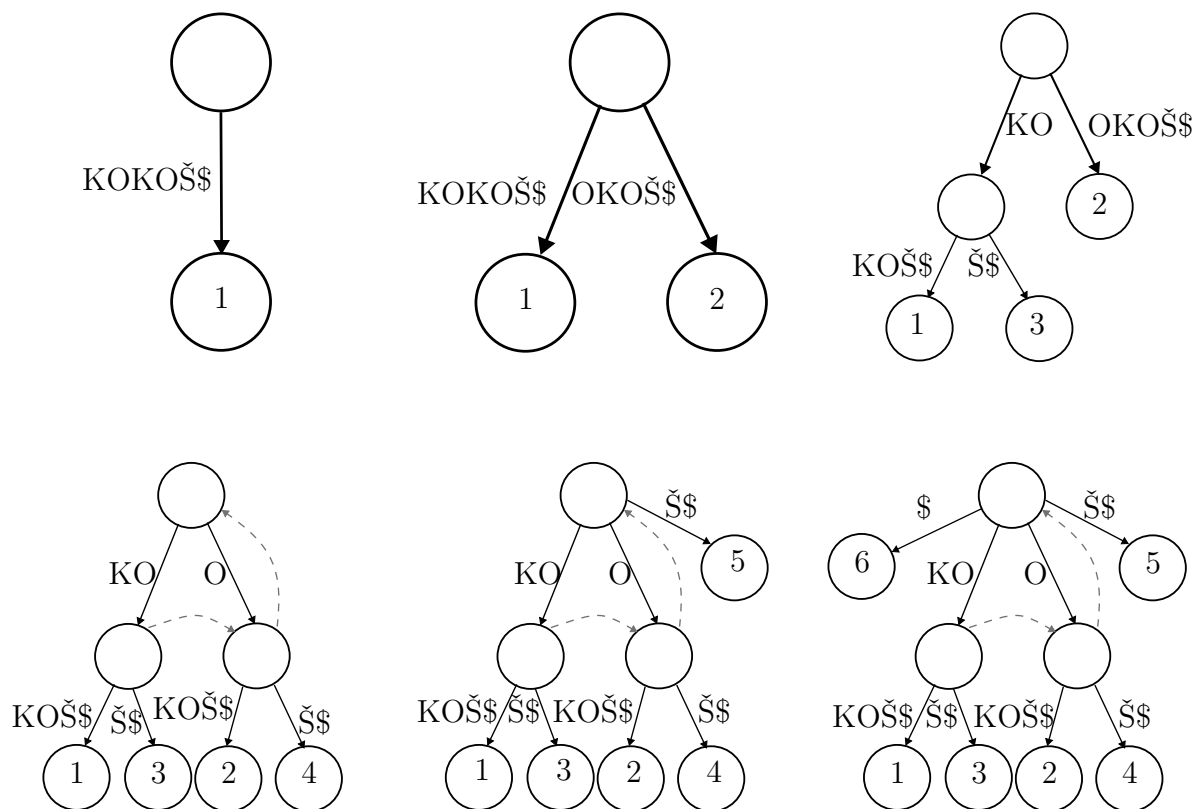 KOKOŠ$
1
KOKOŠ$ OKOŠ$
1 2
KO OKOŠ$
2
KOŠ$ Š$
1 3
KO O
KOŠ$ Š$ KOŠ$ Š$
1 3 2 4
Š$
5
KO O
KOŠ$ Š$ KOŠ$ Š$
1 3 2 4
$ Š$
6 5
KO O
KOŠ$ Š$ KOŠ$ Š$
1 3 2 4